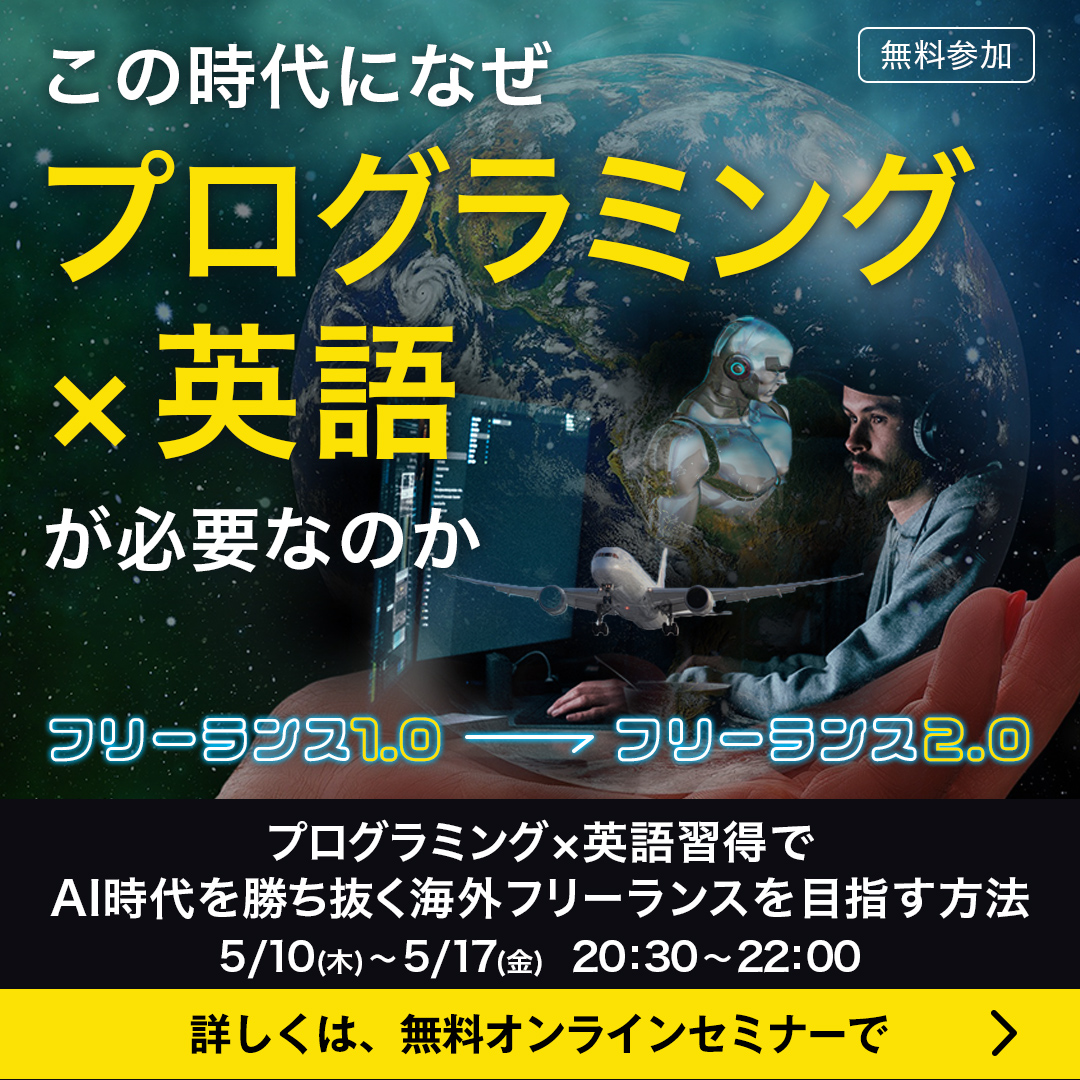 無料参加
この時代になぜ
プログラミング
×英語
が必要なのか
フリーランス1.0 → フリーランス2.0
プログラミング×英語習得で
AI時代を勝ち抜く海外フリーランスを目指す方法
5/10(木)～5/17(金) 20:30～22:00
詳しくは、無料オンラインセミナーで